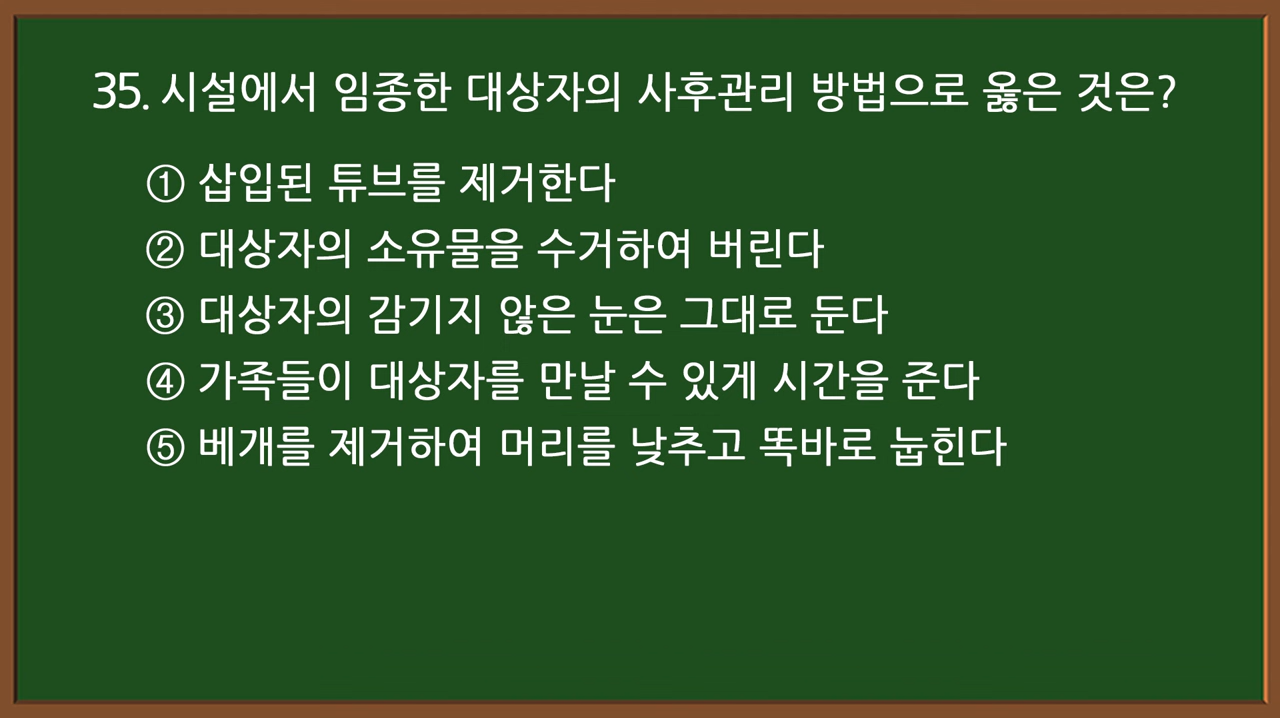 35. 시설에서 임종한 대상자의 사후관리 방법으로 옳은 것은?
① 삽입된 튜브를 제거한다
② 대상자의 소유물을 수거하여 버린다
③ 대상자의 감기지 않은 눈은 그대로 둔다
④ 가족들이 대상자를 만날 수 있게 시간을 준다
⑤ 베개를 제거하여 머리를 낮추고 똑바로 눕힌다